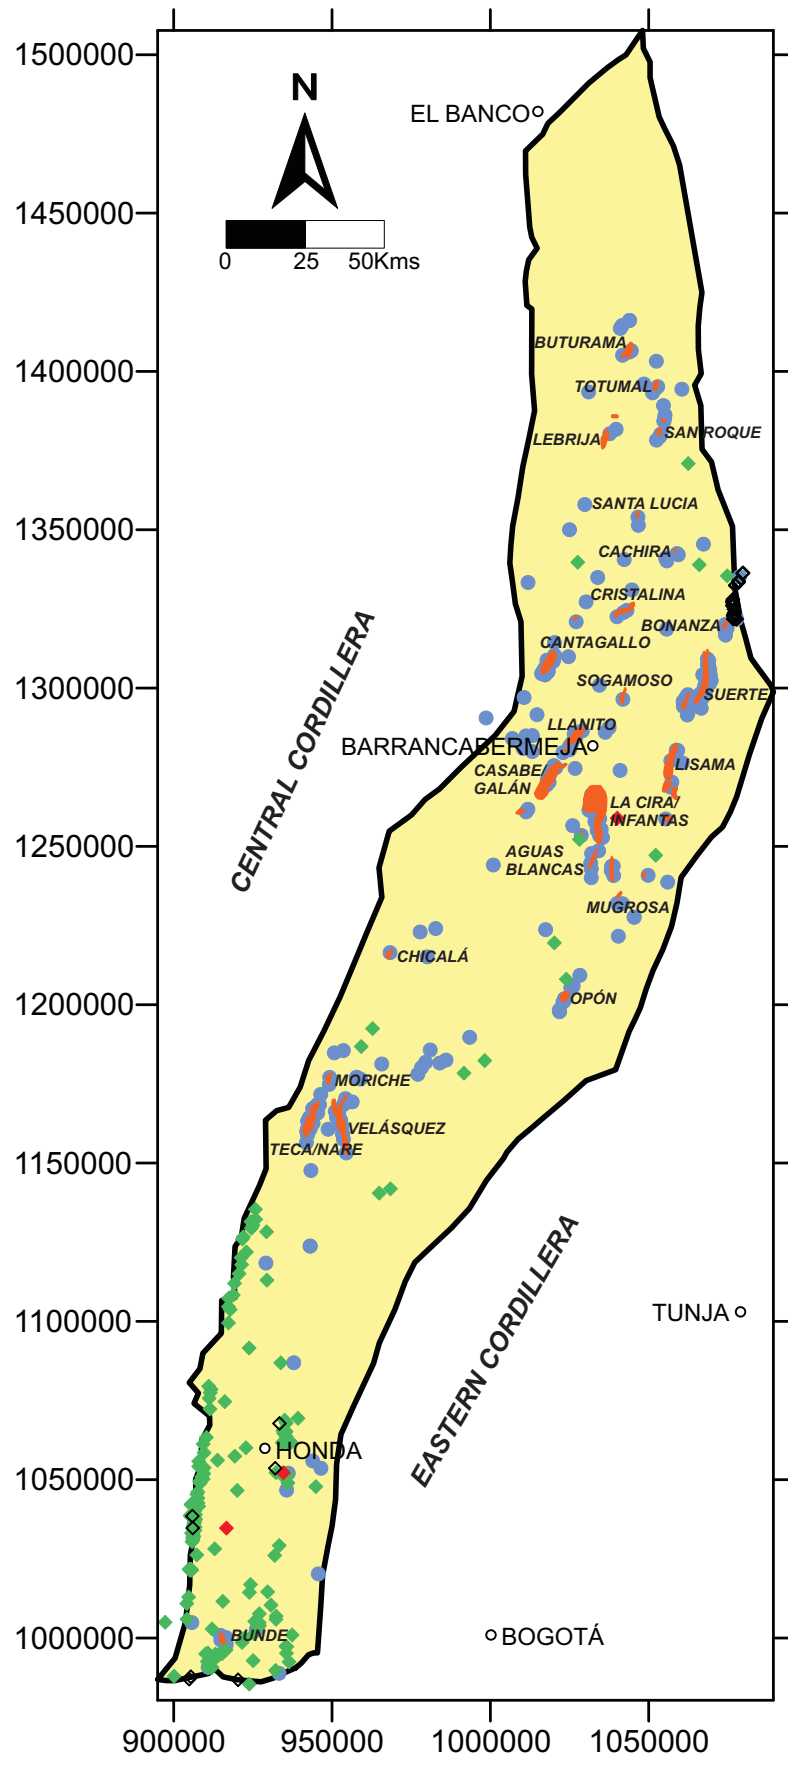 1500000
N
EL BANCO
1450000
0 25 50Kms
1400000
BUTURAMA
TOTUMAL
LEBRIJA
SAN ROQUE
1350000
SANTA LUCIA
CACHIRA
CRISTALINA
BONANZA
CANTAGALLO
1300000
SOGAMOSO
SUERTE
CENTRAL CORDILLERA
LLANITO
BARRANCABERMEJA
LISAMA
CASABE/
GALÁN
LA CIRA/
INFANTAS
1250000
AGUAS
BLANCAS
MUGROSA
CHICALÁ
1200000
OPÓN
MORICHE
VELÁSQUEZ
TECA/NARE
1150000
EASTERN CORDILLERA
TUNJA
1100000
HONDA
1050000
BUNDE
BOGOTÁ
1000000
900000 950000 1000000 1050000